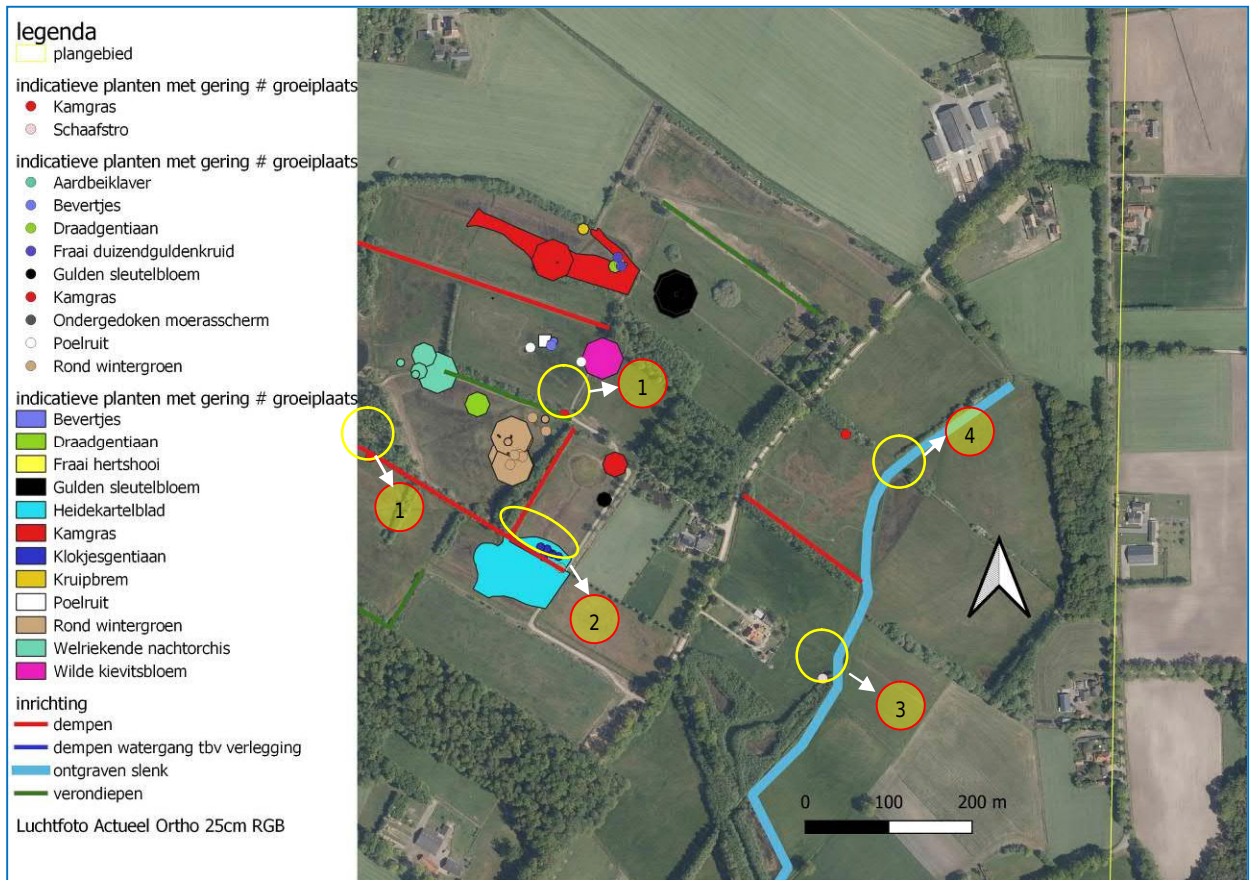 legenda
plangebied
indicatieve planten met gering # groeiplaats
Kamgras
Schaafstro
indicatieve planten met gering # groeiplaats
Aardbeiklaver
Bevertjes
Draadgentiaan
Fraai duizendguldenkruid
Gulden sleutelbloem
Kamgras
Ondergedoken moerasscherm
Poelruit
Rond wintergroen
indicatieve planten met gering # groeiplaats
Bevertjes
Draadgentiaan
Fraai hertshooi
Gulden sleutelbloem
Heidekartelblad
Kamgras
Klokjesgentiaan
Kruipbrem
Poelruit
Rond wintergroen
Welriekende nachtorchis
Wilde kievitsbloem
inrichting
dempen
dempen watergang tbv verlegging
ontgraven slenk
verondiepen
Luchtfoto Actueel Ortho 25cm RGB
1
4
1
2
3
0 100 200 m